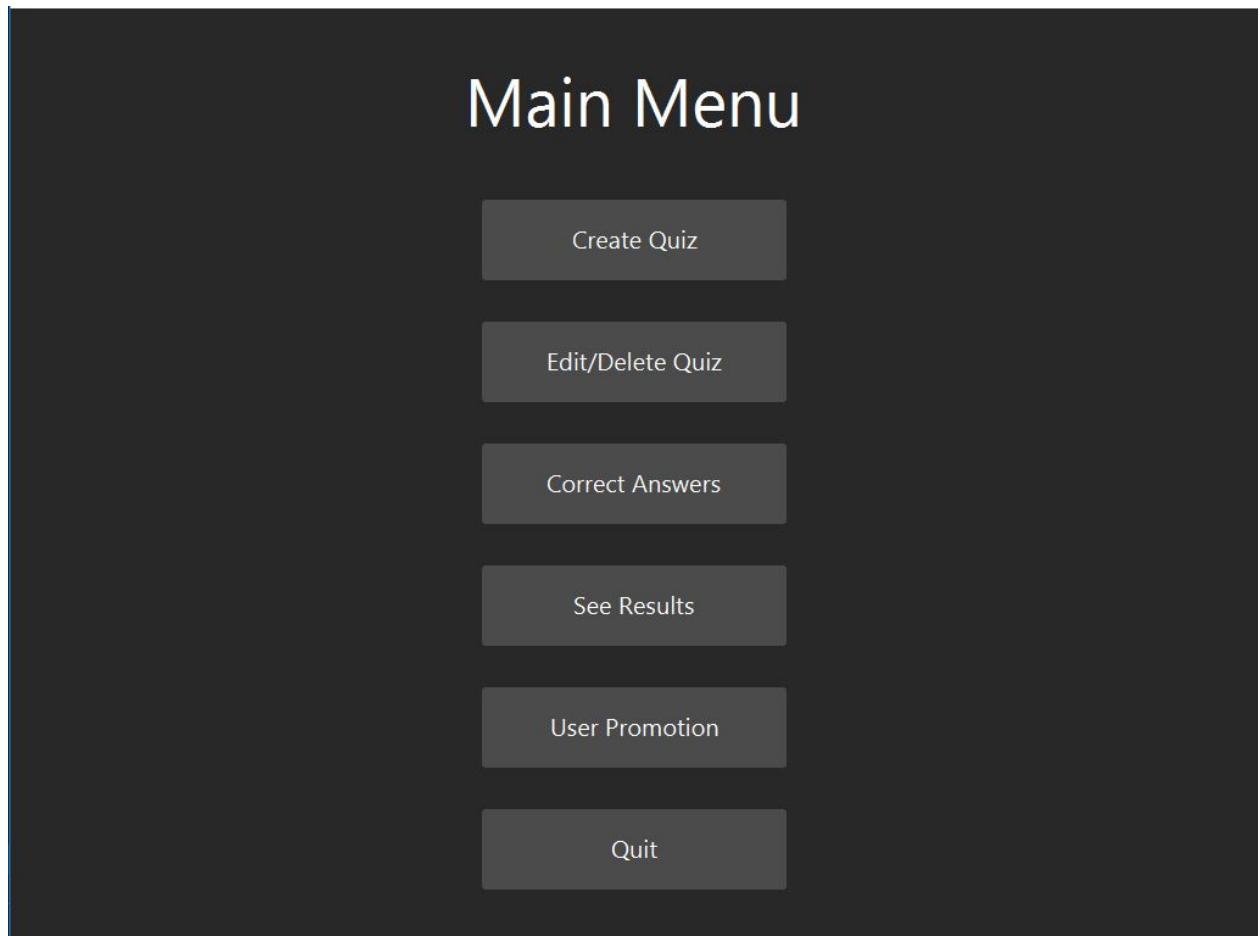 Main Menu
Create Quiz
Edit/Delete Quiz
Correct Answers
See Results
User Promotion
Quit